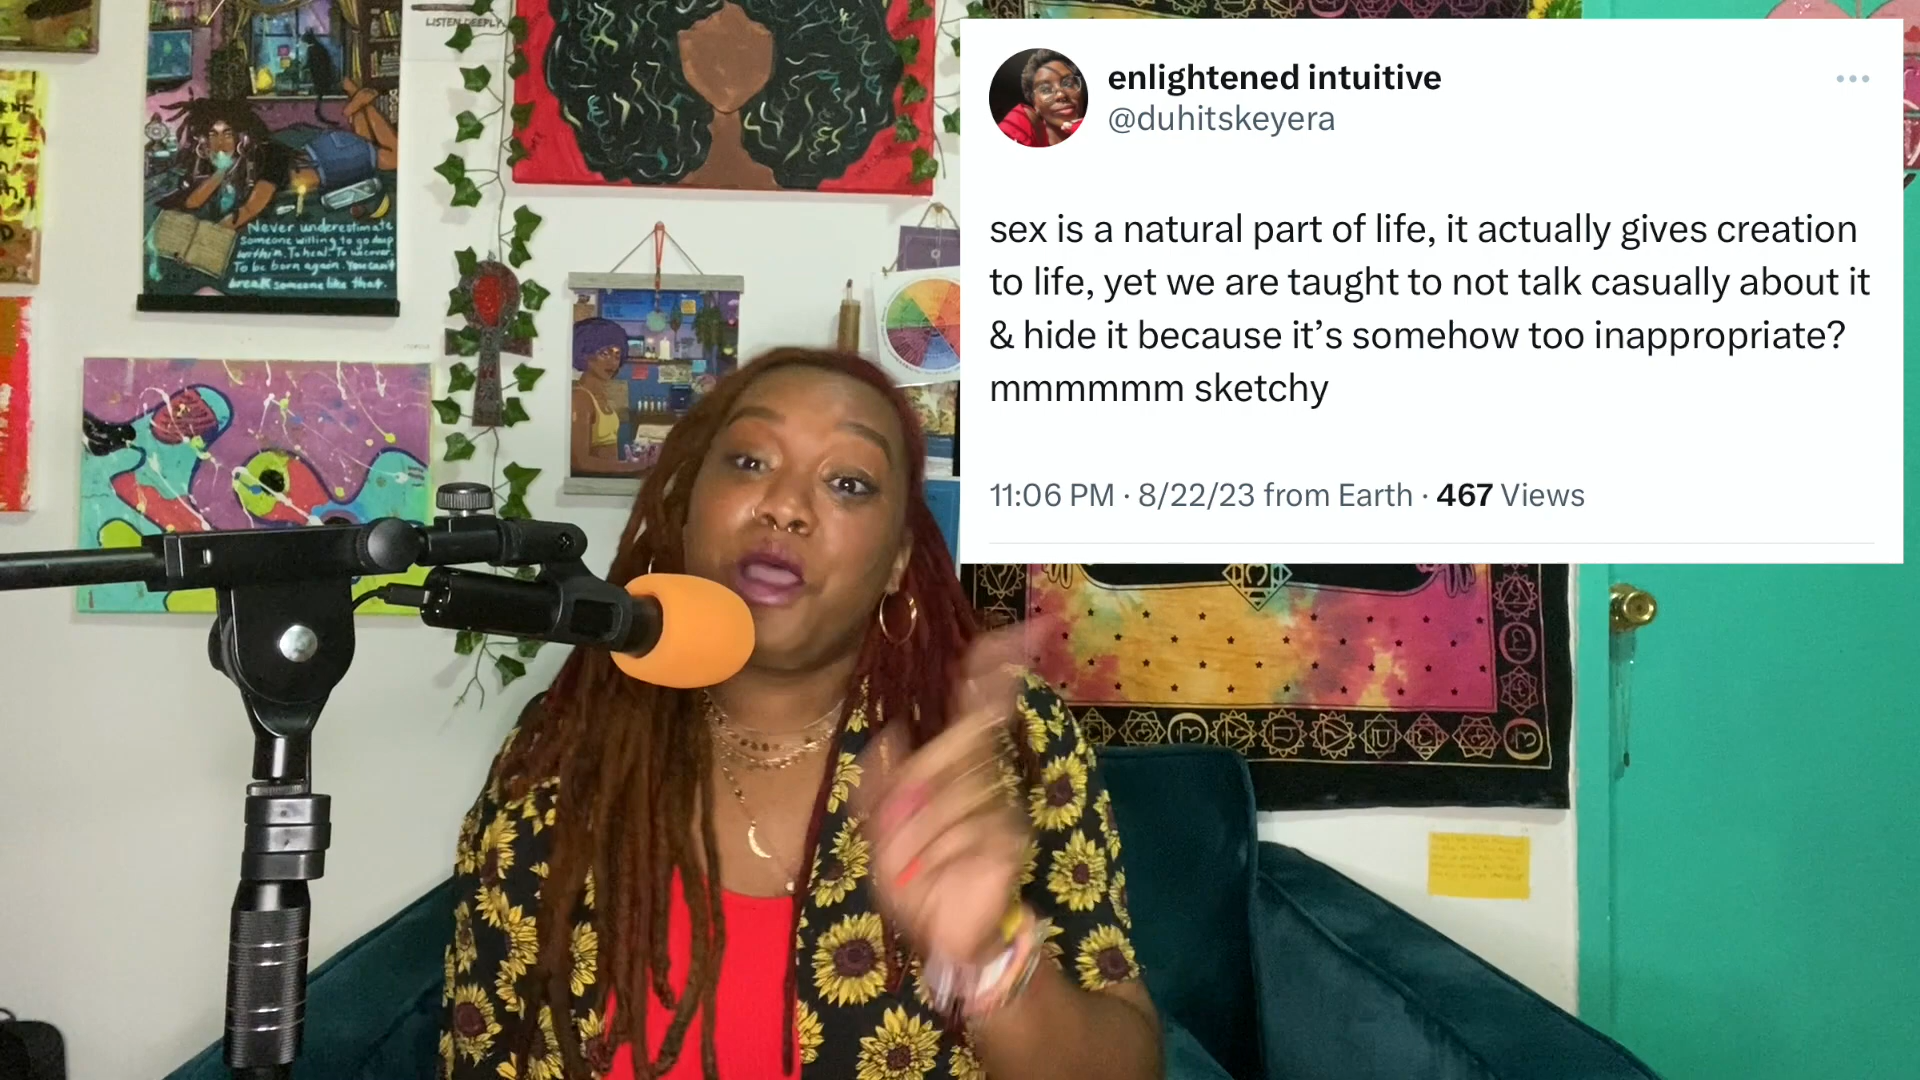 LISTEN DEEPLY
Never underestimate
someone willing to go deep
within. To heal. To uncover.
To be born again. You can't
break someone like that.
enlightened intuitive
@duhitskeyera
sex is a natural part of life, it actually gives creation
to life, yet we are taught to not talk casually about it
& hide it because it’s somehow too inappropriate?
mmmmmm sketchy
11:06 PM · 8/22/23 from Earth · 467 Views